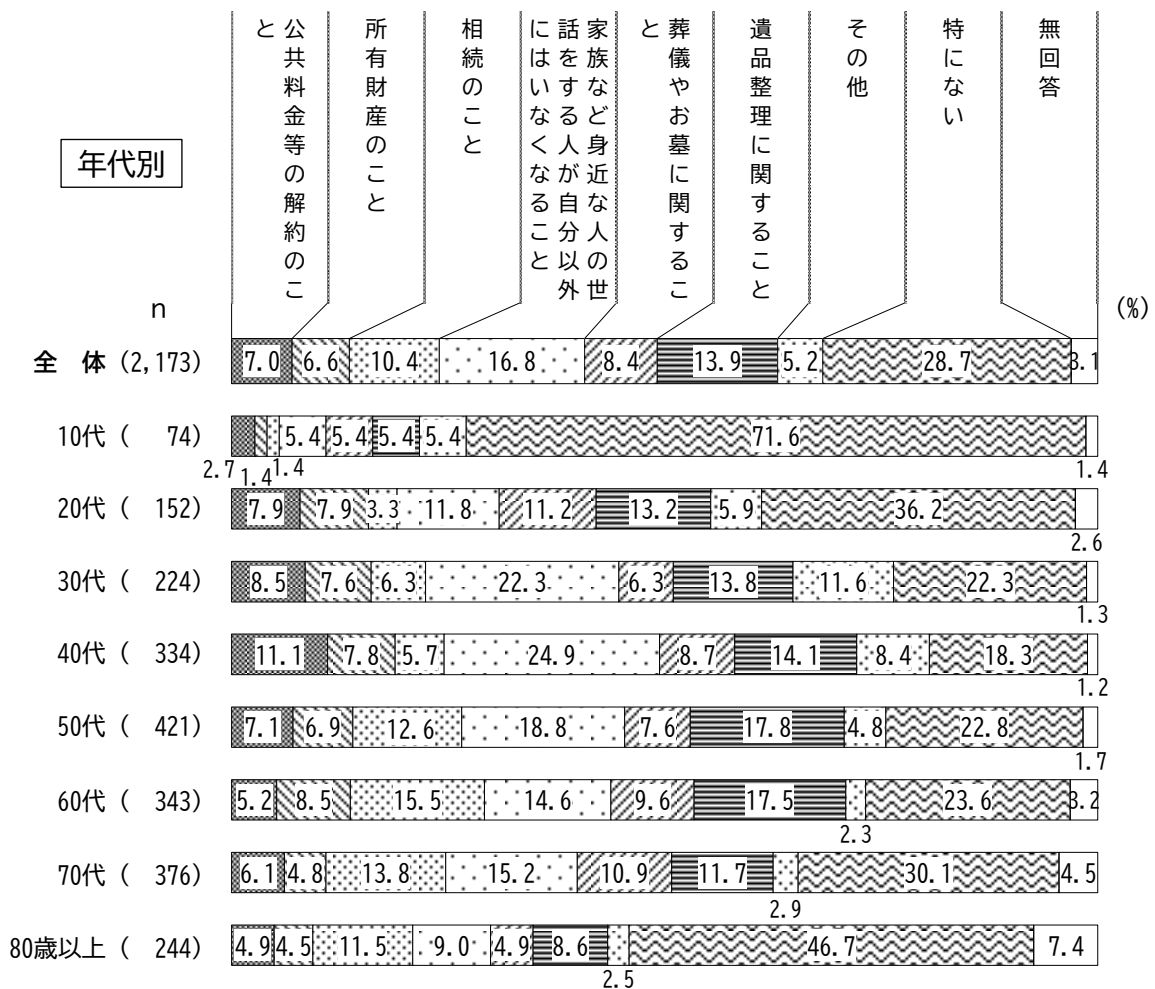 公共料金等の解約のこ
と
所有財産のこと
相続のこと
家族など身近な人の世
話をする人が自分以外
にはいなくなること
葬儀やお墓に関するこ
と
遺品整理に関すること
その他
特にない
無回答
年代別
n
(%)
全 体 (2,173) 7.0 6.6 10.4 16.8 8.4 13.9 5.2 28.7 3.1
10代 ( 74) 2.7 1.4 1.4 5.4 5.4 5.4 5.4 71.6 1.4
20代 ( 152) 7.9 7.9 3.3 11.8 11.2 13.2 5.9 36.2 2.6
30代 ( 224) 8.5 7.6 6.3 22.3 6.3 13.8 11.6 22.3 1.3
40代 ( 334) 11.1 7.8 5.7 24.9 8.7 14.1 8.4 18.3 1.2
50代 ( 421) 7.1 6.9 12.6 18.8 7.6 17.8 4.8 22.8 1.7
60代 ( 343) 5.2 8.5 15.5 14.6 9.6 17.5 2.3 23.6 3.2
70代 ( 376) 6.1 4.8 13.8 15.2 10.9 11.7 2.9 30.1 4.5
80歳以上 ( 244) 4.9 4.5 11.5 9.0 4.9 8.6 2.5 46.7 7.4